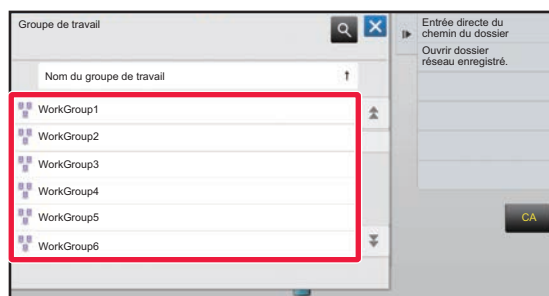 Groupe de travail
Nom du groupe de travail
WorkGroup1
WorkGroup2
WorkGroup3
WorkGroup4
WorkGroup5
WorkGroup6
Entrée directe du
chemin du dossier
Ouvrir dossier
réseau enregistré.
CA